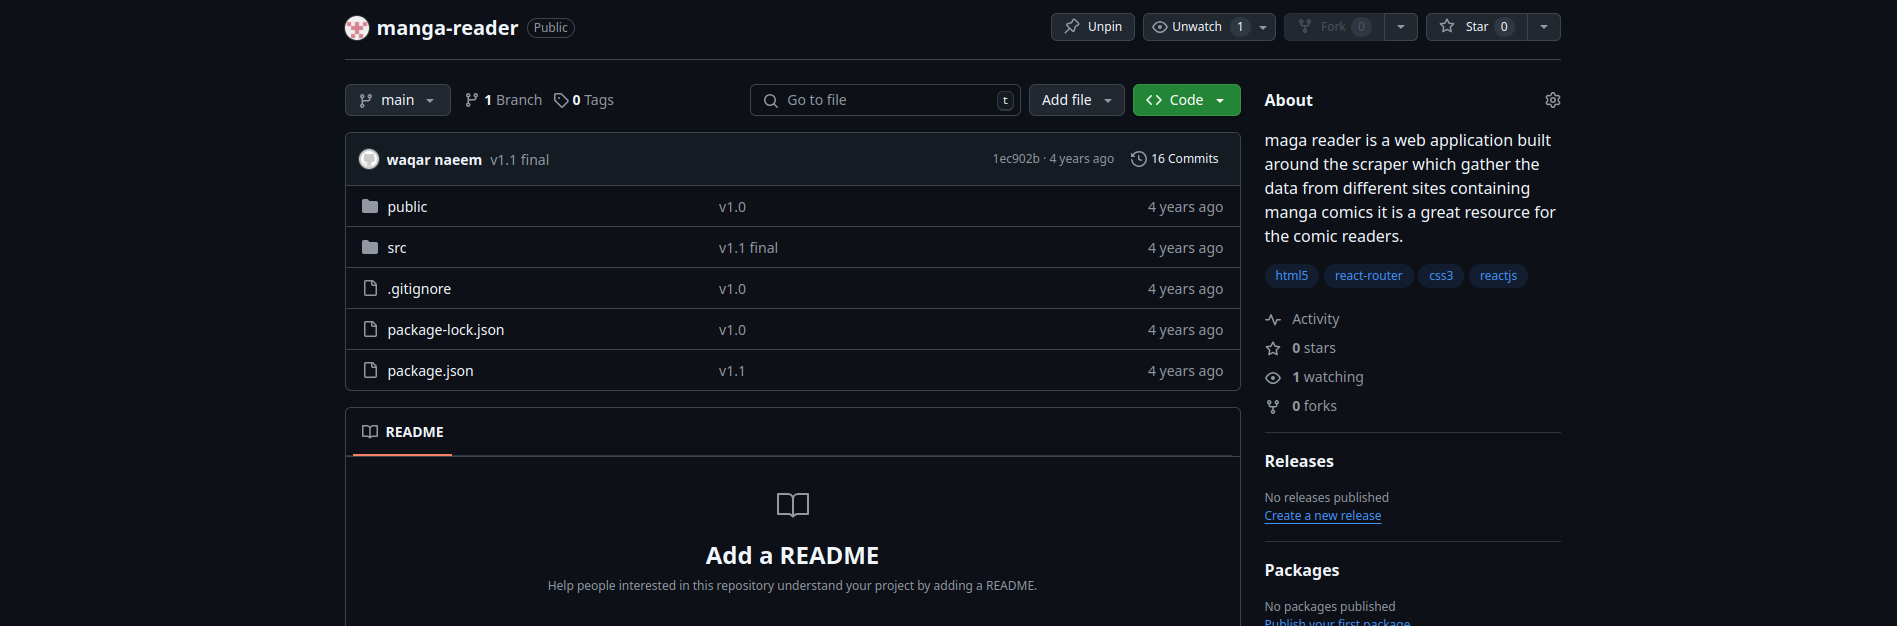 manga-reader Public Unpin Unwatch 1 Fork 0 Star 0
main 1 Branch 0 Tags Go to file t Add file Code
waqar naeem v1.1 final 1ec902b · 4 years ago 16 Commits
public v1.0 4 years ago
src v1.1 final 4 years ago
.gitignore v1.0 4 years ago
package-lock.json v1.0 4 years ago
package.json v1.1 4 years ago
README
Add a README
Help people interested in this repository understand your project by adding a README.
About
maga reader is a web application built
around the scraper which gather the
data from different sites containing
manga comics it is a great resource for
the comic readers.
html5 react-router css3 reactjs
Activity
0 stars
1 watching
0 forks
Releases
No releases published
Create a new release
Packages
No packages published
Publish your first package